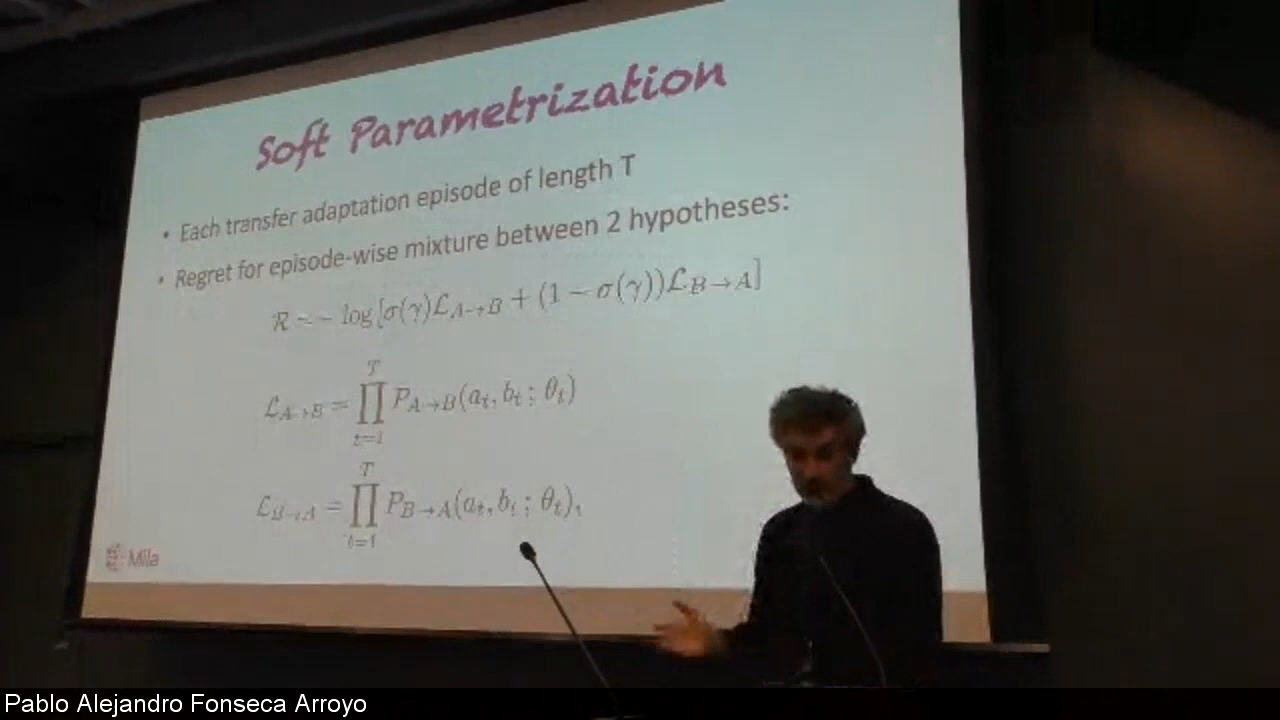 Soft Parametrization
• Each transfer adaptation episode of length T
• Regret for episode-wise mixture between 2 hypotheses:
R = − log[σ(γ)L_{A→B} + (1 − σ(γ))L_{B→A}]
L_{A→B} = ∏_{t=1}^{T} P_{A→B}(a_t, b_t ; θ_t)
L_{B→A} = ∏_{t=1}^{T} P_{B→A}(a_t, b_t ; θ_t),
Mila
Pablo Alejandro Fonseca Arroyo